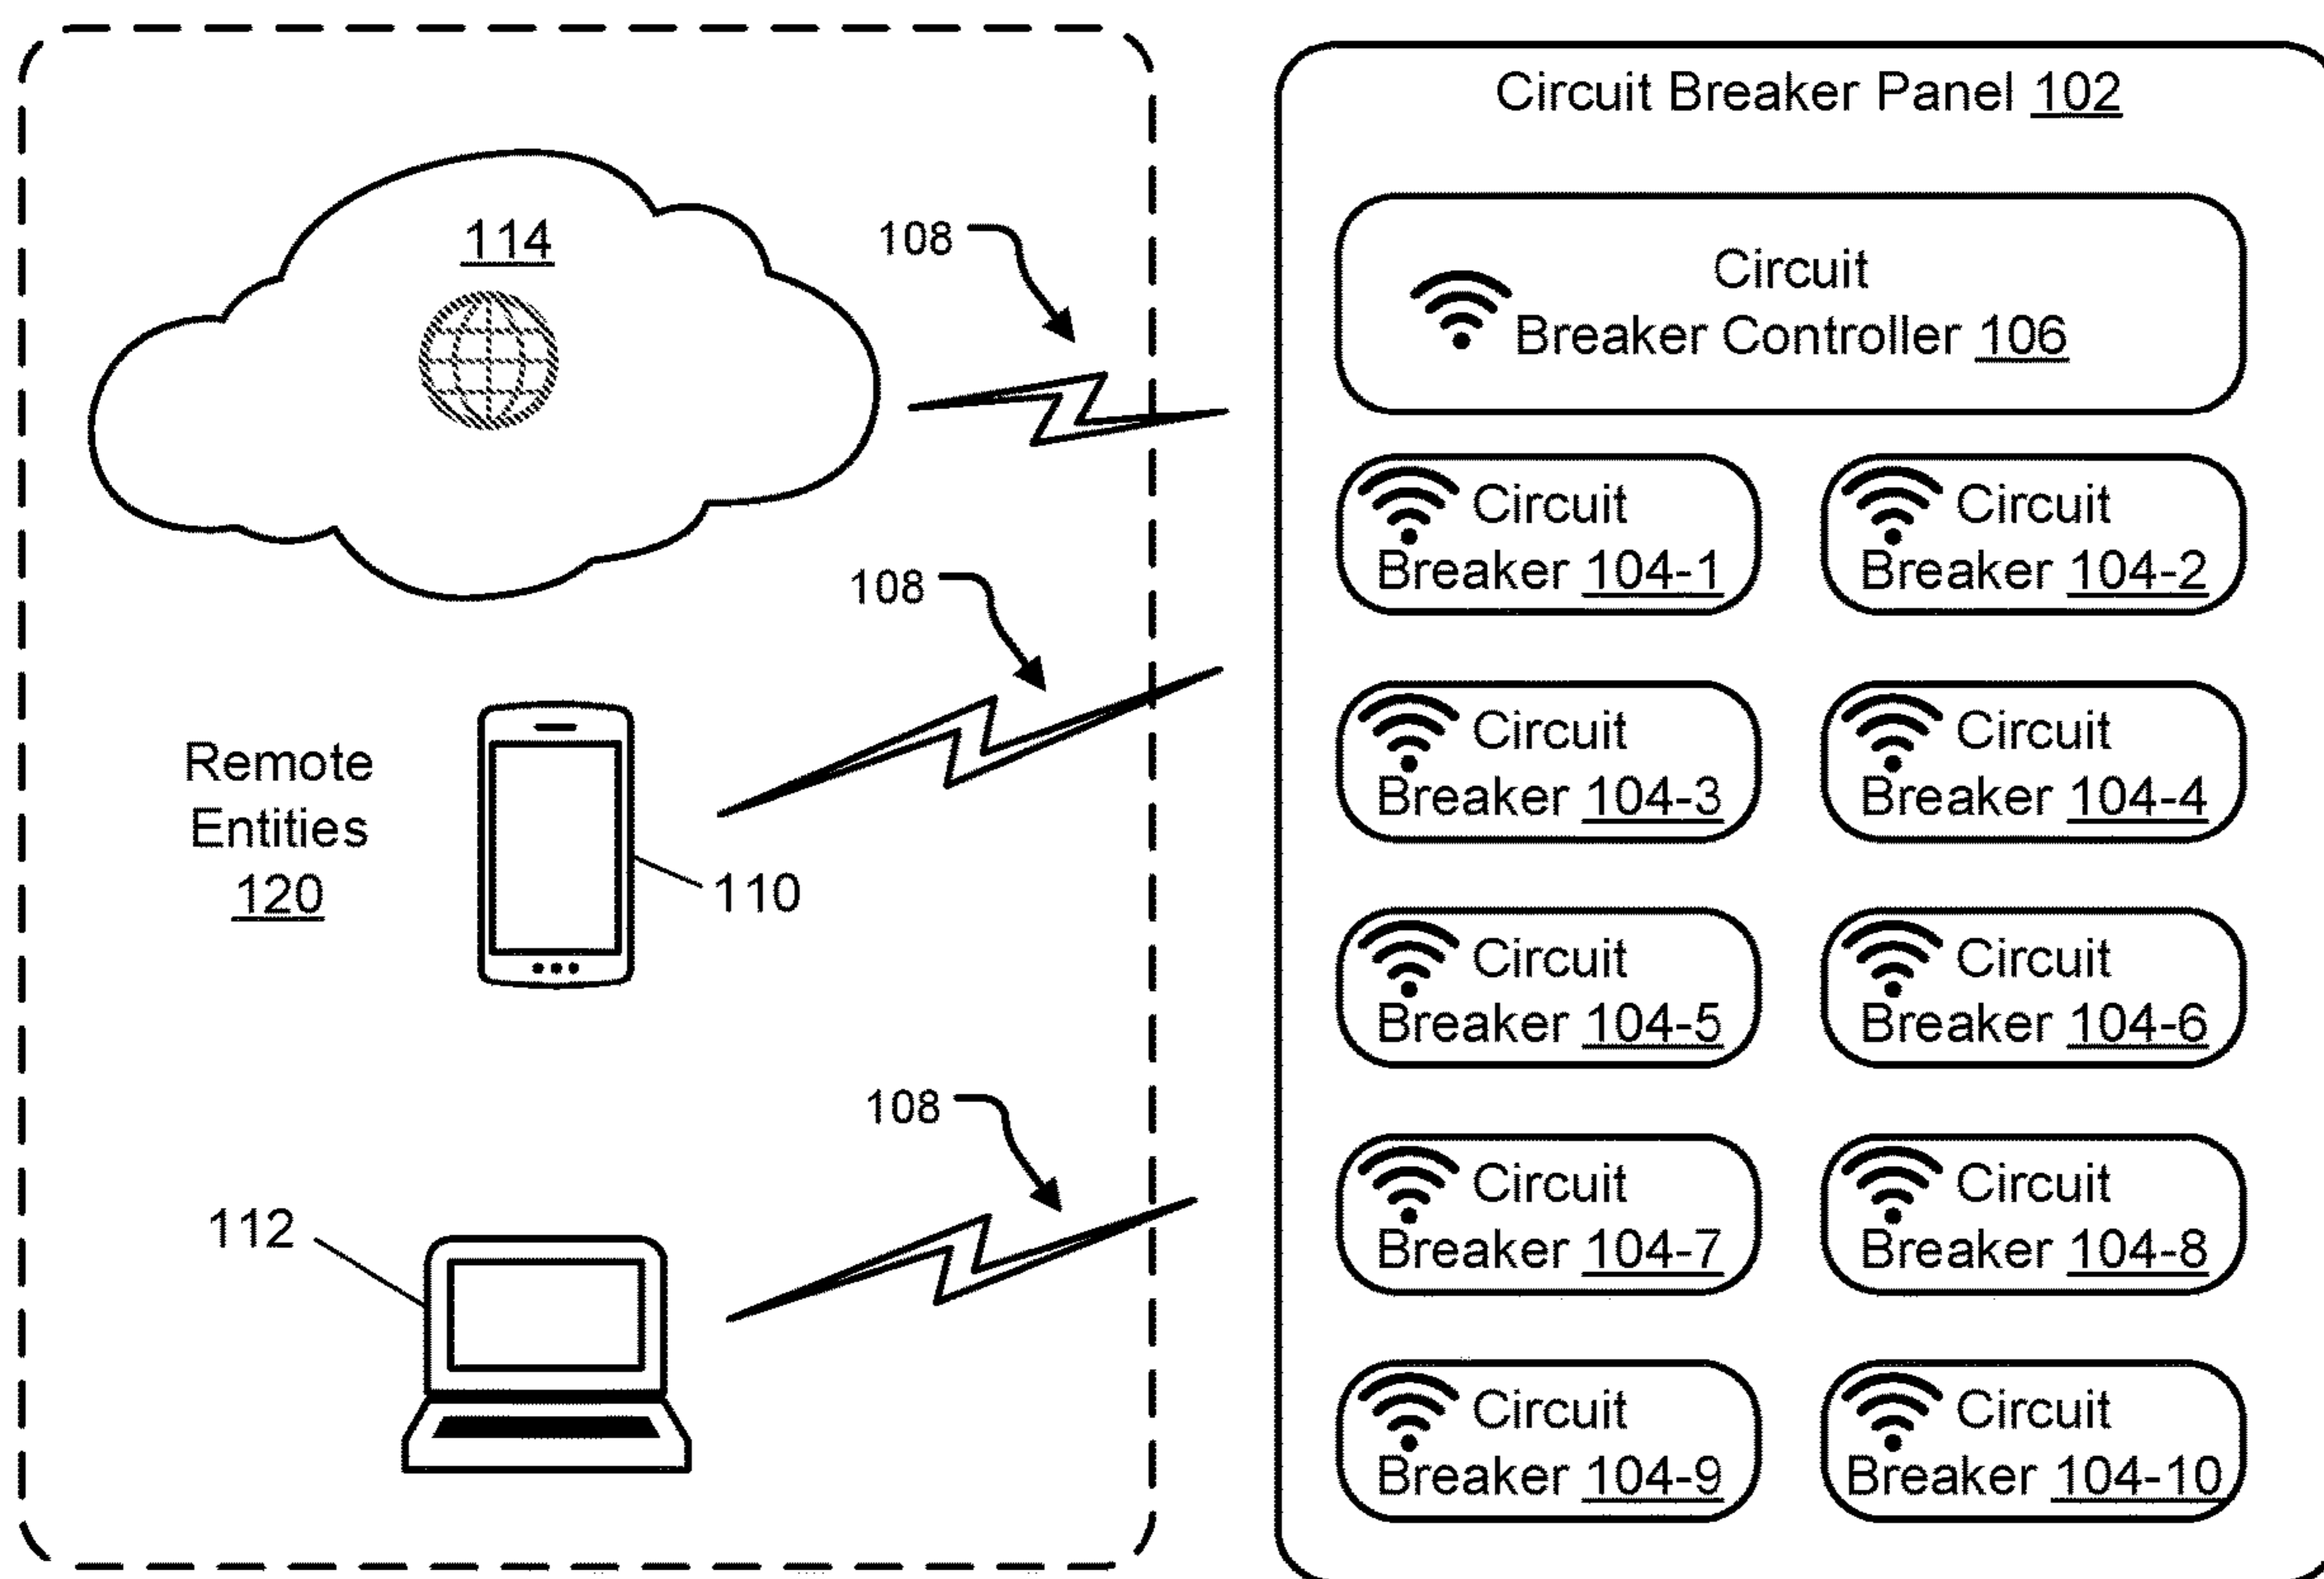 114
108
108
Remote
Entities
120
110
108
112
Circuit Breaker Panel 102
Circuit
Breaker Controller 106
Circuit
Breaker 104-1
Circuit
Breaker 104-2
Circuit
Breaker 104-3
Circuit
Breaker 104-4
Circuit
Breaker 104-5
Circuit
Breaker 104-6
Circuit
Breaker 104-7
Circuit
Breaker 104-8
Circuit
Breaker 104-9
Circuit
Breaker 104-10